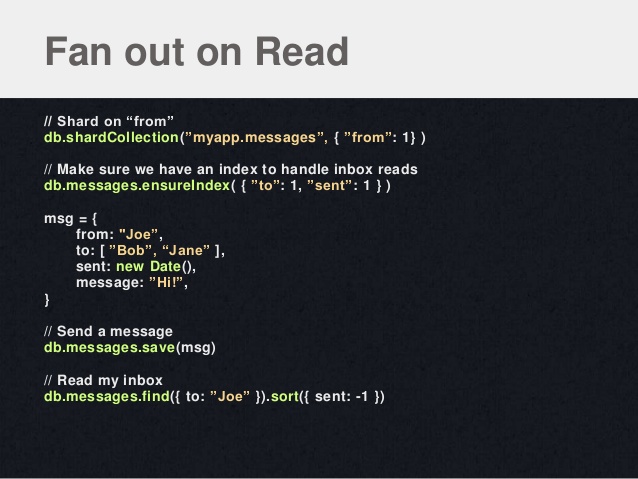 Fan out on Read
// Shard on “from”
db.shardCollection(”myapp.messages”, { ”from”: 1} )
// Make sure we have an index to handle inbox reads
db.messages.ensureIndex( { ”to”: 1, ”sent”: 1 } )
msg = {
from: "Joe”,
to: [ ”Bob”, “Jane” ],
sent: new Date(),
message: ”Hi!”,
}
// Send a message
db.messages.save(msg)
// Read my inbox
db.messages.find({ to: ”Joe” }).sort({ sent: -1 })